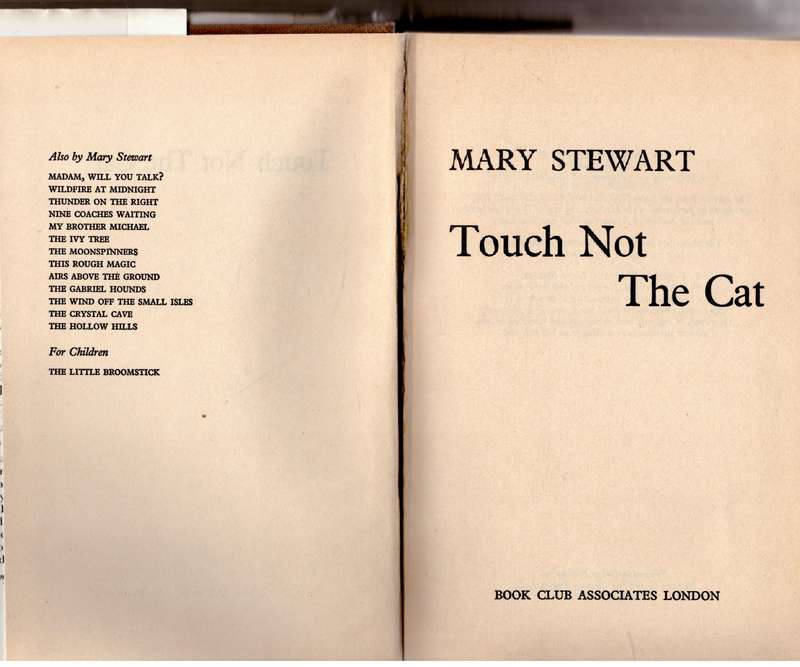 Also by Mary Stewart
MADAM, WILL YOU TALK?
WILDFIRE AT MIDNIGHT
THUNDER ON THE RIGHT
NINE COACHES WAITING
MY BROTHER MICHAEL
THE IVY TREE
THE MOONSPINNERS
THIS ROUGH MAGIC
AIRS ABOVE THE GROUND
THE GABRIEL HOUNDS
THE WIND OFF THE SMALL ISLES
THE CRYSTAL CAVE
THE HOLLOW HILLS
For Children
THE LITTLE BROOMSTICK
MARY STEWART
Touch Not
The Cat
BOOK CLUB ASSOCIATES LONDON